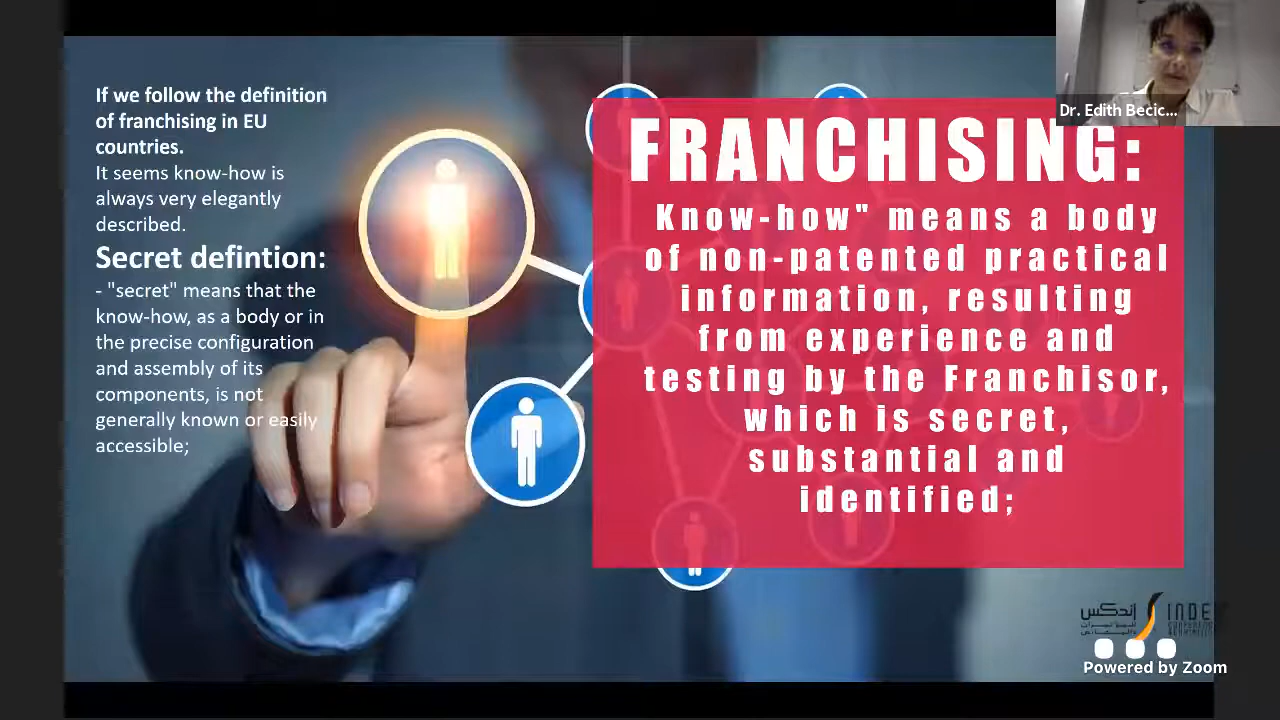 If we follow the definition
of franchising in EU
countries.
It seems know-how is
always very elegantly
described.
Secret defintion:
- "secret" means that the
know-how, as a body or in
the precise configuration
and assembly of its
components, is not
generally known or easily
accessible;
FRANCHISING:
Know-how" means a body
of non-patented practical
information, resulting
from experience and
testing by the Franchisor,
which is secret,
substantial and
identified;
Dr. Edith Becic...
إندكس
INDEX
Powered by Zoom